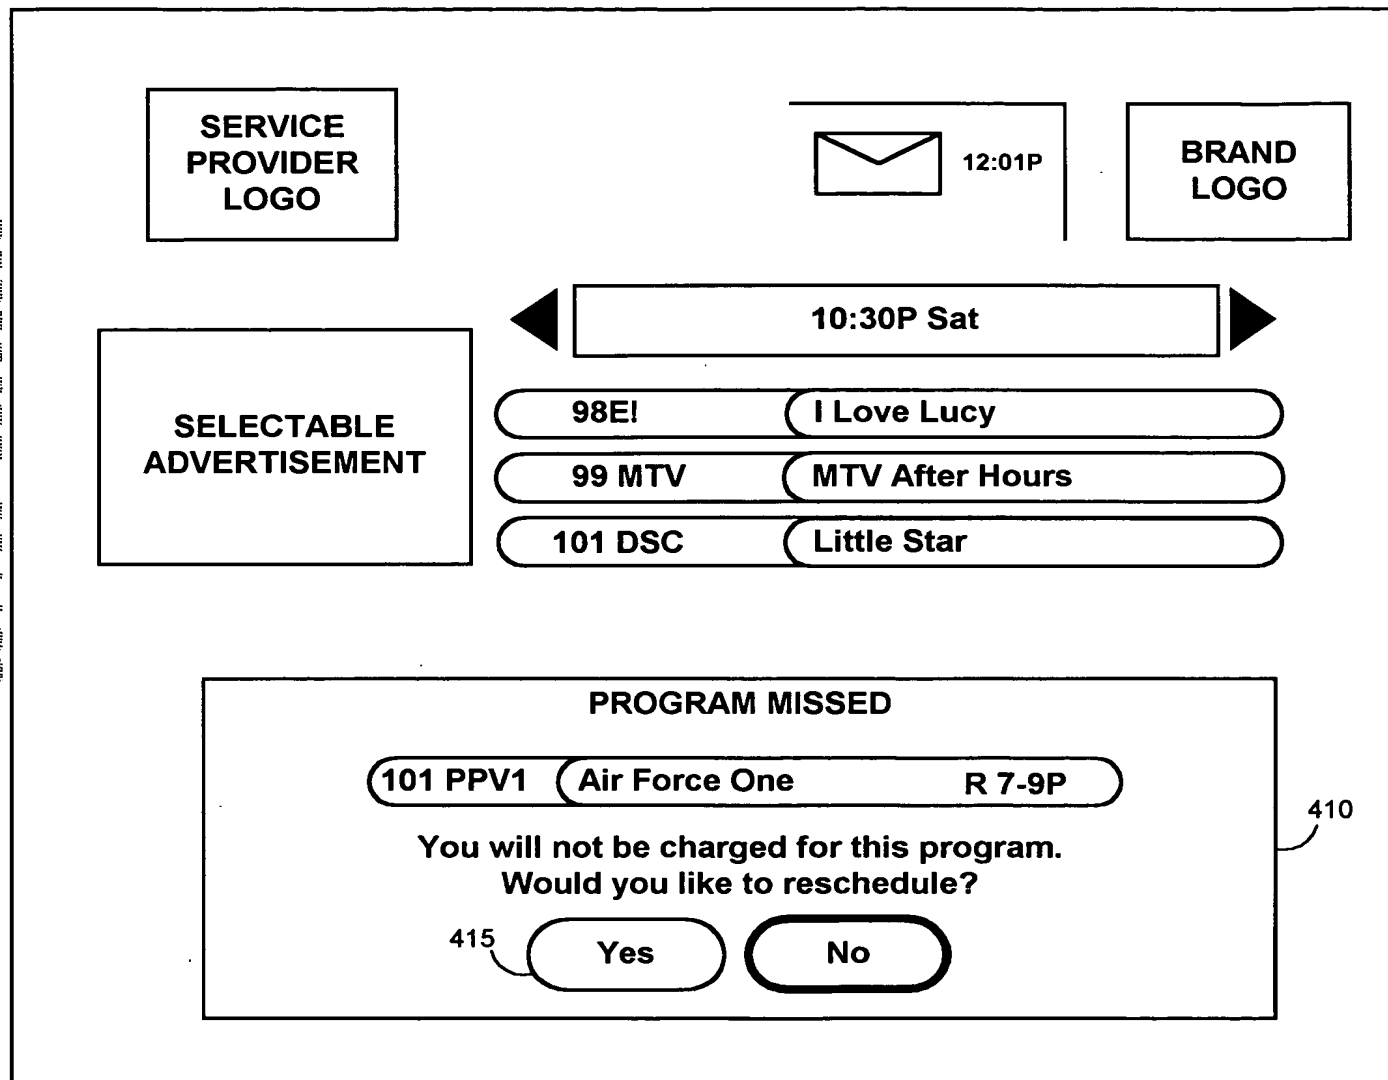 SERVICE
PROVIDER
LOGO
12:01P
BRAND
LOGO
10:30P Sat
SELECTABLE
ADVERTISEMENT
98E! I Love Lucy
99 MTV MTV After Hours
101 DSC Little Star
PROGRAM MISSED
101 PPV1 Air Force One R 7-9P
410
You will not be charged for this program.
Would you like to reschedule?
415 Yes No